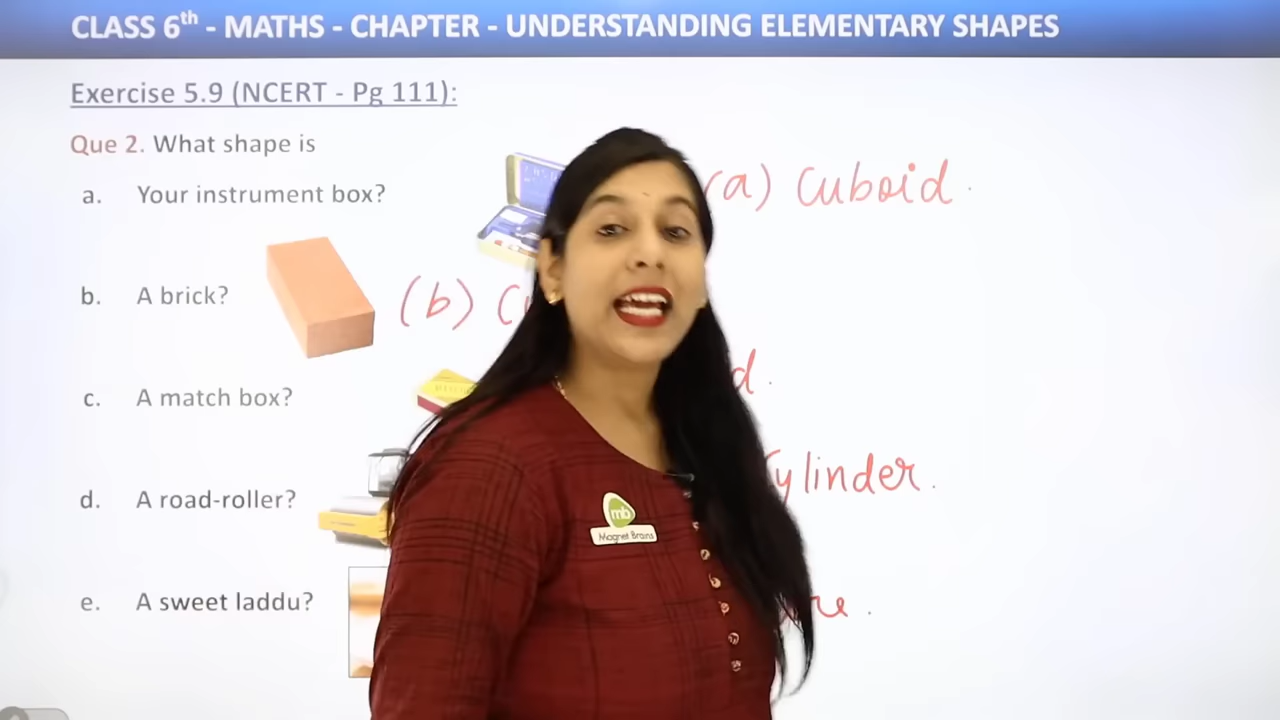 CLASS 6th - MATHS - CHAPTER - UNDERSTANDING ELEMENTARY SHAPES
Exercise 5.9 (NCERT - Pg 111):
Que 2. What shape is
a. Your instrument box? (a) Cuboid.
b. A brick? (b)
c. A match box?
d. A road-roller? ylinder.
e. A sweet laddu?
mb
Magnet Brains